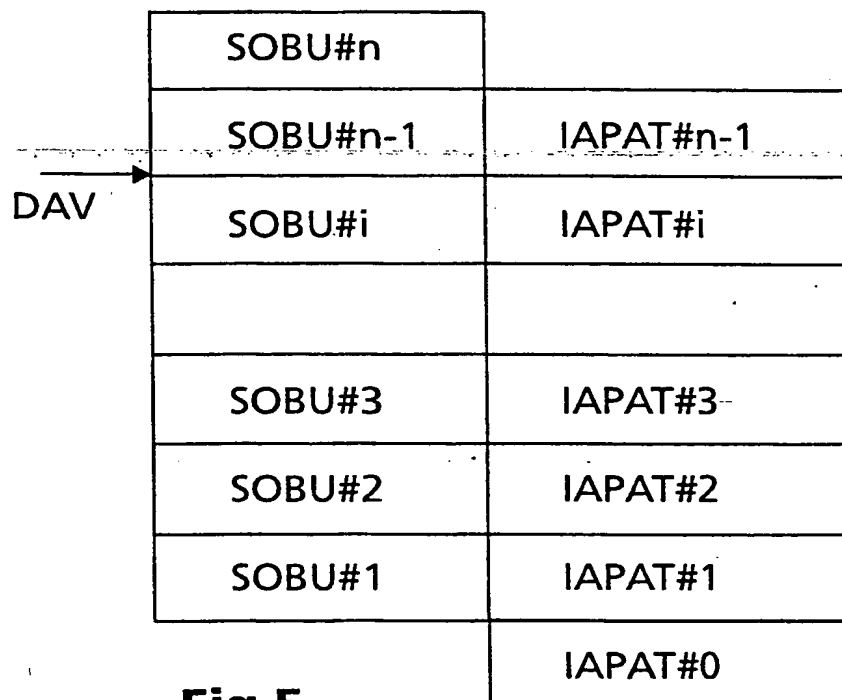 SOBU#n
SOBU#n-1 IAPAT#n-1
DAV
SOBU#i IAPAT#i
SOBU#3 IAPAT#3
SOBU#2 IAPAT#2
SOBU#1 IAPAT#1
IAPAT#0